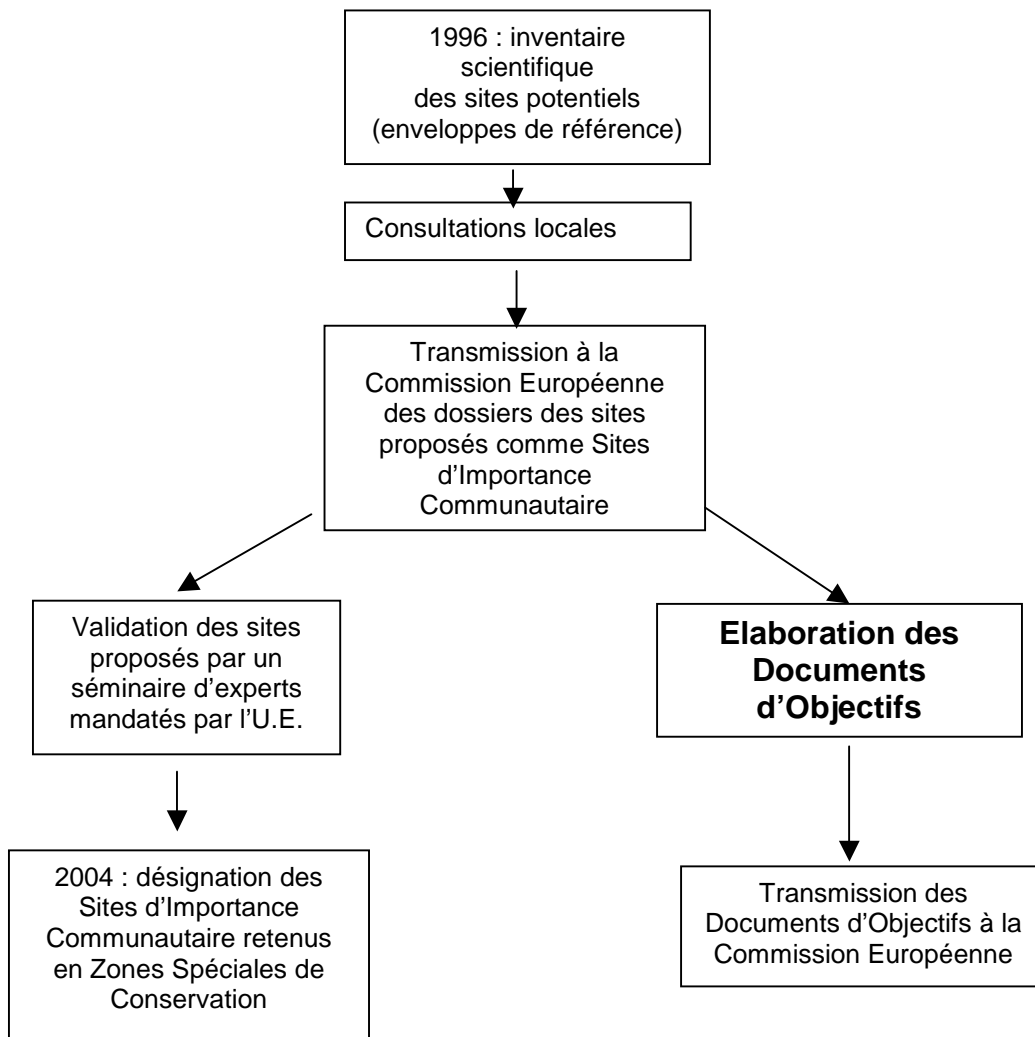 1996 : inventaire
scientifique
des sites potentiels
(enveloppes de référence)
Consultations locales
Transmission à la
Commission Européenne
des dossiers des sites
proposés comme Sites
d'Importance
Communautaire
Validation des sites
proposés par un
séminaire d'experts
mandatés par l'U.E.
Elaboration des
Documents
d'Objectifs
2004 : désignation des
Sites d'Importance
Communautaire retenus
en Zones Spéciales de
Conservation
Transmission des
Documents d'Objectifs à la
Commission Européenne